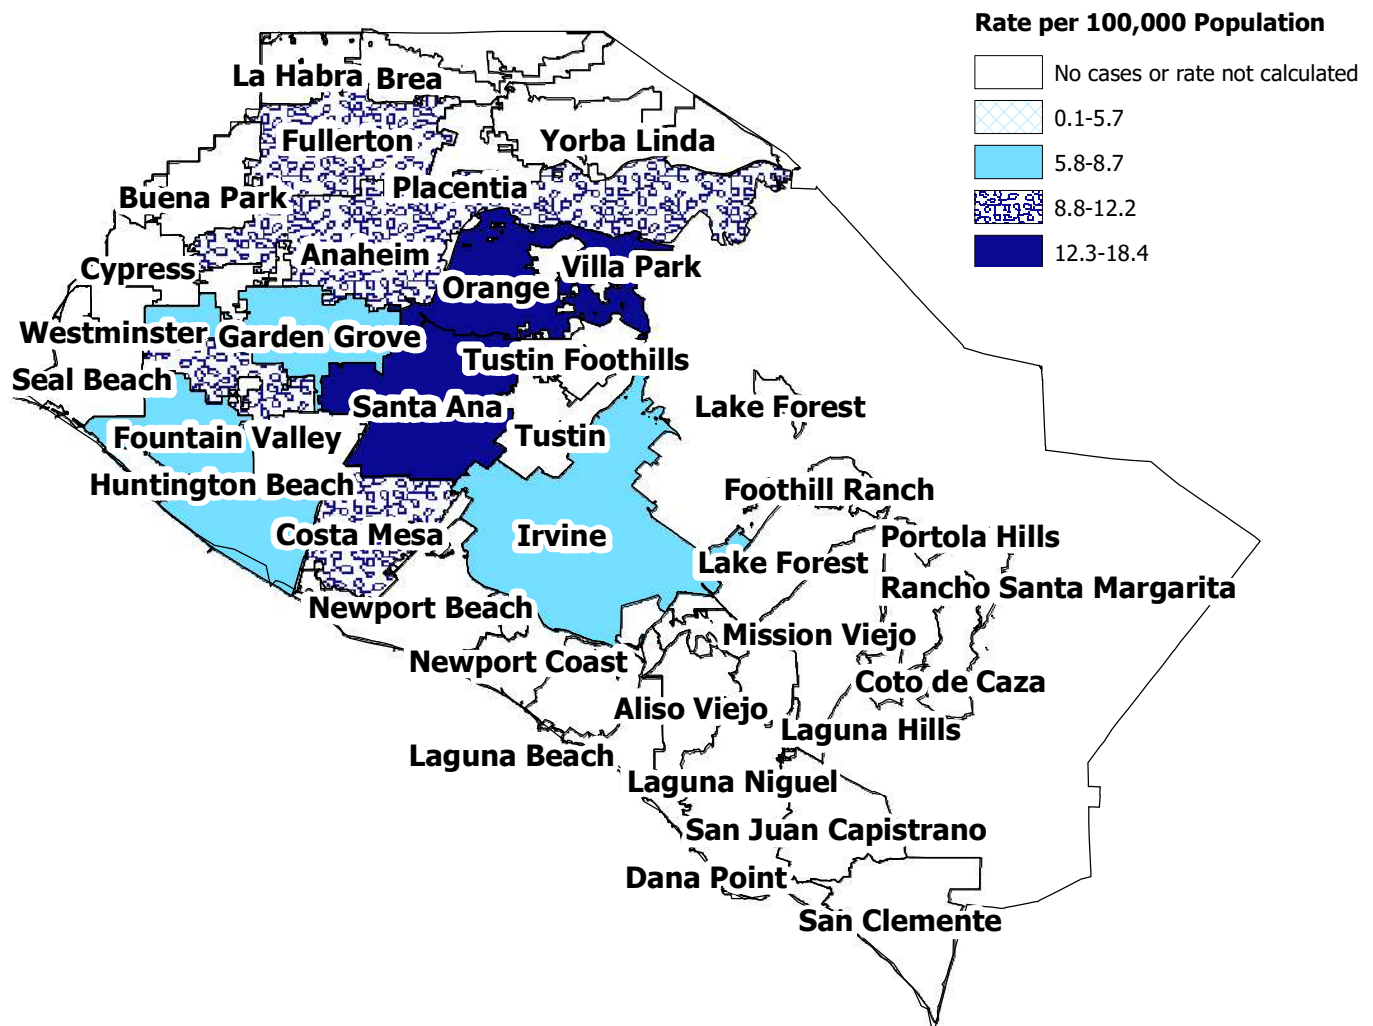 Rate per 100,000 Population
No cases or rate not calculated
0.1-5.7
5.8-8.7
8.8-12.2
12.3-18.4
La Habra
Brea
Fullerton
Yorba Linda
Buena Park
Placentia
Cypress
Anaheim
Villa Park
Orange
Westminster
Garden Grove
Tustin Foothills
Seal Beach
Santa Ana
Lake Forest
Fountain Valley
Tustin
Huntington Beach
Foothill Ranch
Costa Mesa
Irvine
Portola Hills
Lake Forest
Rancho Santa Margarita
Newport Beach
Mission Viejo
Newport Coast
Coto de Caza
Aliso Viejo
Laguna Hills
Laguna Beach
Laguna Niguel
San Juan Capistrano
Dana Point
San Clemente